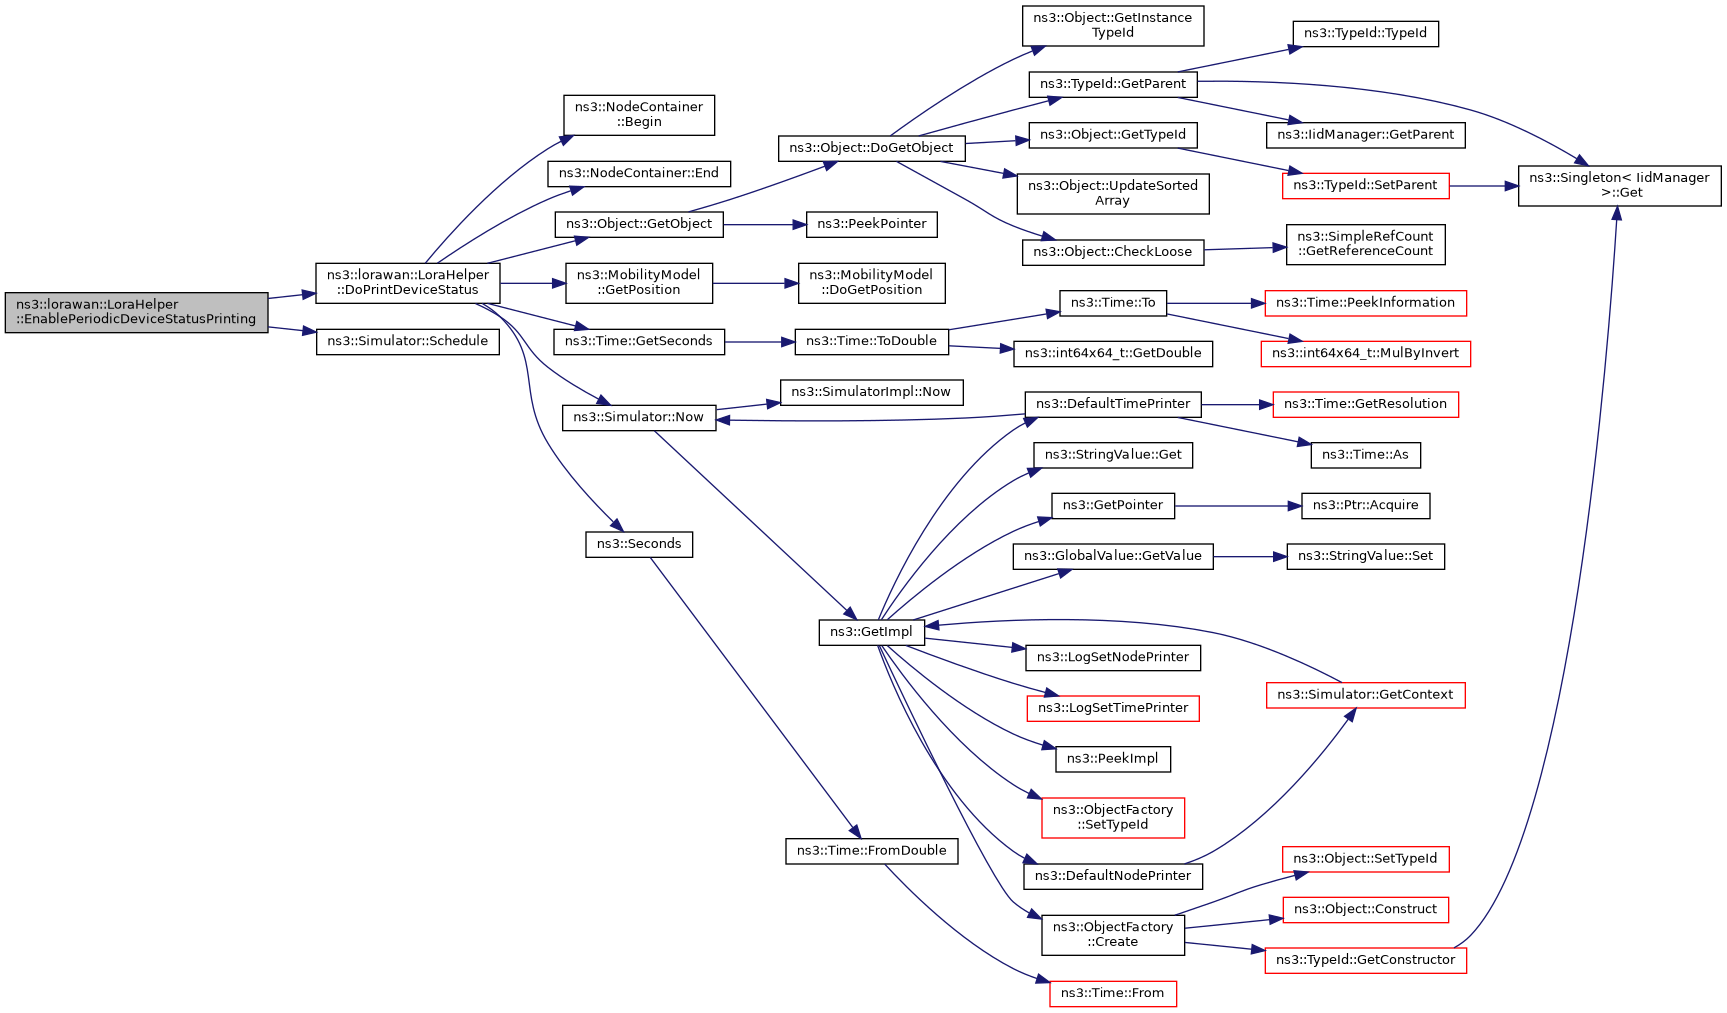 ns3::lorawan::LoraHelper
::EnablePeriodicDeviceStatusPrinting
ns3::lorawan::LoraHelper
::DoPrintDeviceStatus
ns3::Simulator::Schedule
ns3::NodeContainer
::Begin
ns3::NodeContainer::End
ns3::Object::GetObject
ns3::MobilityModel
::GetPosition
ns3::Time::GetSeconds
ns3::Simulator::Now
ns3::Seconds
ns3::Object::DoGetObject
ns3::PeekPointer
ns3::MobilityModel
::DoGetPosition
ns3::Time::ToDouble
ns3::SimulatorImpl::Now
ns3::GetImpl
ns3::Time::FromDouble
ns3::Object::GetInstance
TypeId
ns3::TypeId::GetParent
ns3::Object::GetTypeId
ns3::Object::UpdateSorted
Array
ns3::Object::CheckLoose
ns3::Time::To
ns3::int64x64_t::GetDouble
ns3::DefaultTimePrinter
ns3::StringValue::Get
ns3::GetPointer
ns3::GlobalValue::GetValue
ns3::LogSetNodePrinter
ns3::LogSetTimePrinter
ns3::PeekImpl
ns3::ObjectFactory
::SetTypeId
ns3::DefaultNodePrinter
ns3::ObjectFactory
::Create
ns3::Time::From
ns3::TypeId::TypeId
ns3::IidManager::GetParent
ns3::TypeId::SetParent
ns3::SimpleRefCount
::GetReferenceCount
ns3::Time::PeekInformation
ns3::int64x64_t::MulByInvert
ns3::Time::GetResolution
ns3::Time::As
ns3::Ptr::Acquire
ns3::StringValue::Set
ns3::Simulator::GetContext
ns3::Object::SetTypeId
ns3::Object::Construct
ns3::TypeId::GetConstructor
ns3::Singleton< IidManager
>::Get